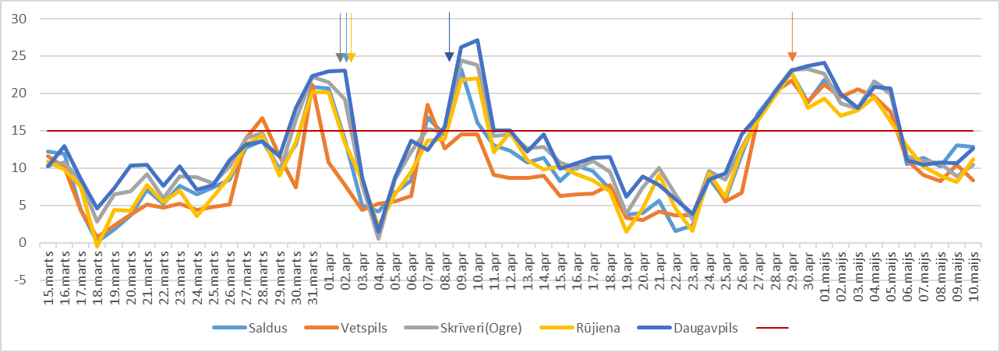 30
25
20
15
10
5
0
-5
15.marts
16.marts
17.marts
18.marts
19.marts
20.marts
21.marts
22.marts
23.marts
24.marts
25.marts
26.marts
27.marts
28.marts
29.marts
30.marts
31.marts
01.apr
02.apr
03.apr
04.apr
05.apr
06.apr
07.apr
08.apr
09.apr
10.apr
11.apr
12.apr
13.apr
14.apr
15.apr
16.apr
17.apr
18.apr
19.apr
20.apr
21.apr
22.apr
23.apr
24.apr
25.apr
26.apr
27.apr
28.apr
29.apr
30.apr
01.maijs
02.maijs
03.maijs
04.maijs
05.maijs
06.maijs
07.maijs
08.maijs
09.maijs
10.maijs
Saldus Vetspils Skrīveri(Ogre) Rūjiena Daugavpils